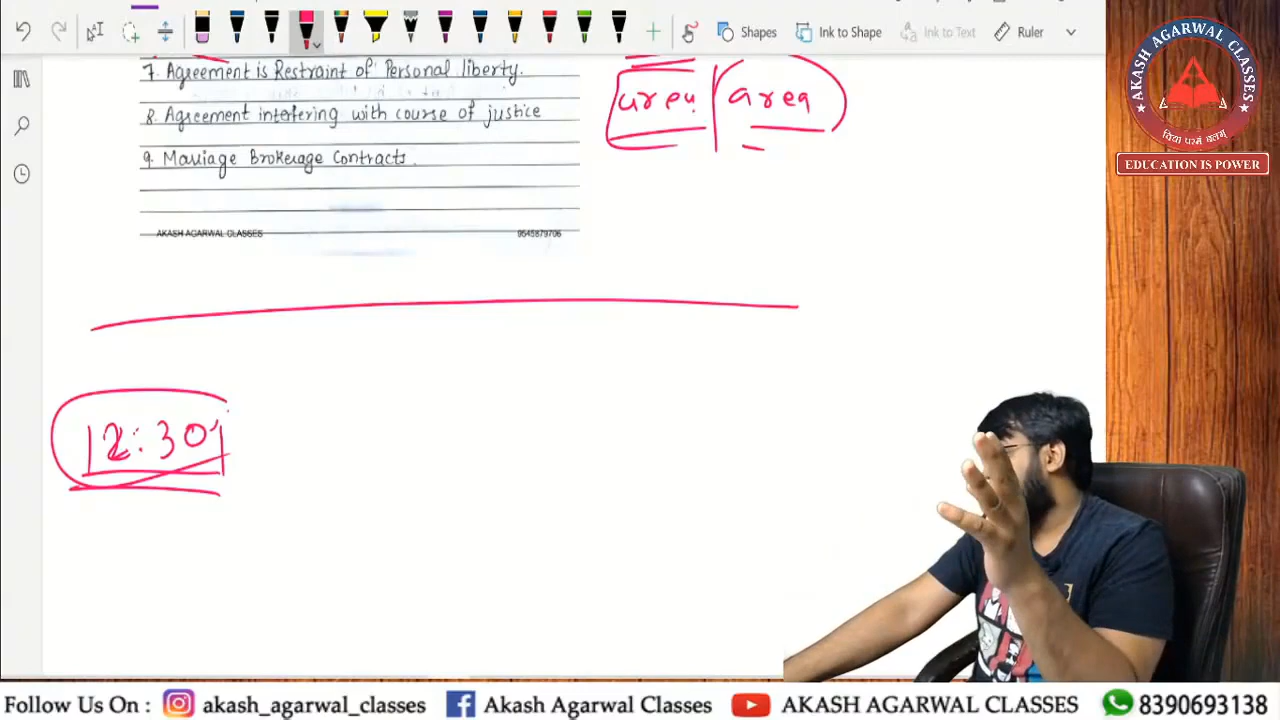 Shapes Ink to Shape Ink to Text Ruler
7. Agreement is Restraint of Personal liberty.
8. Agreement interfering with course of justice
9. Marriage Brokerage Contracts.
AKASH AGARWAL CLASSES 9545879706
area area
12:30
AKASH AGARWAL CLASSES
विद्या परमं बलम्
EDUCATION IS POWER
Follow Us On : akash_agarwal_classes Akash Agarwal Classes AKASH AGARWAL CLASSES 8390693138